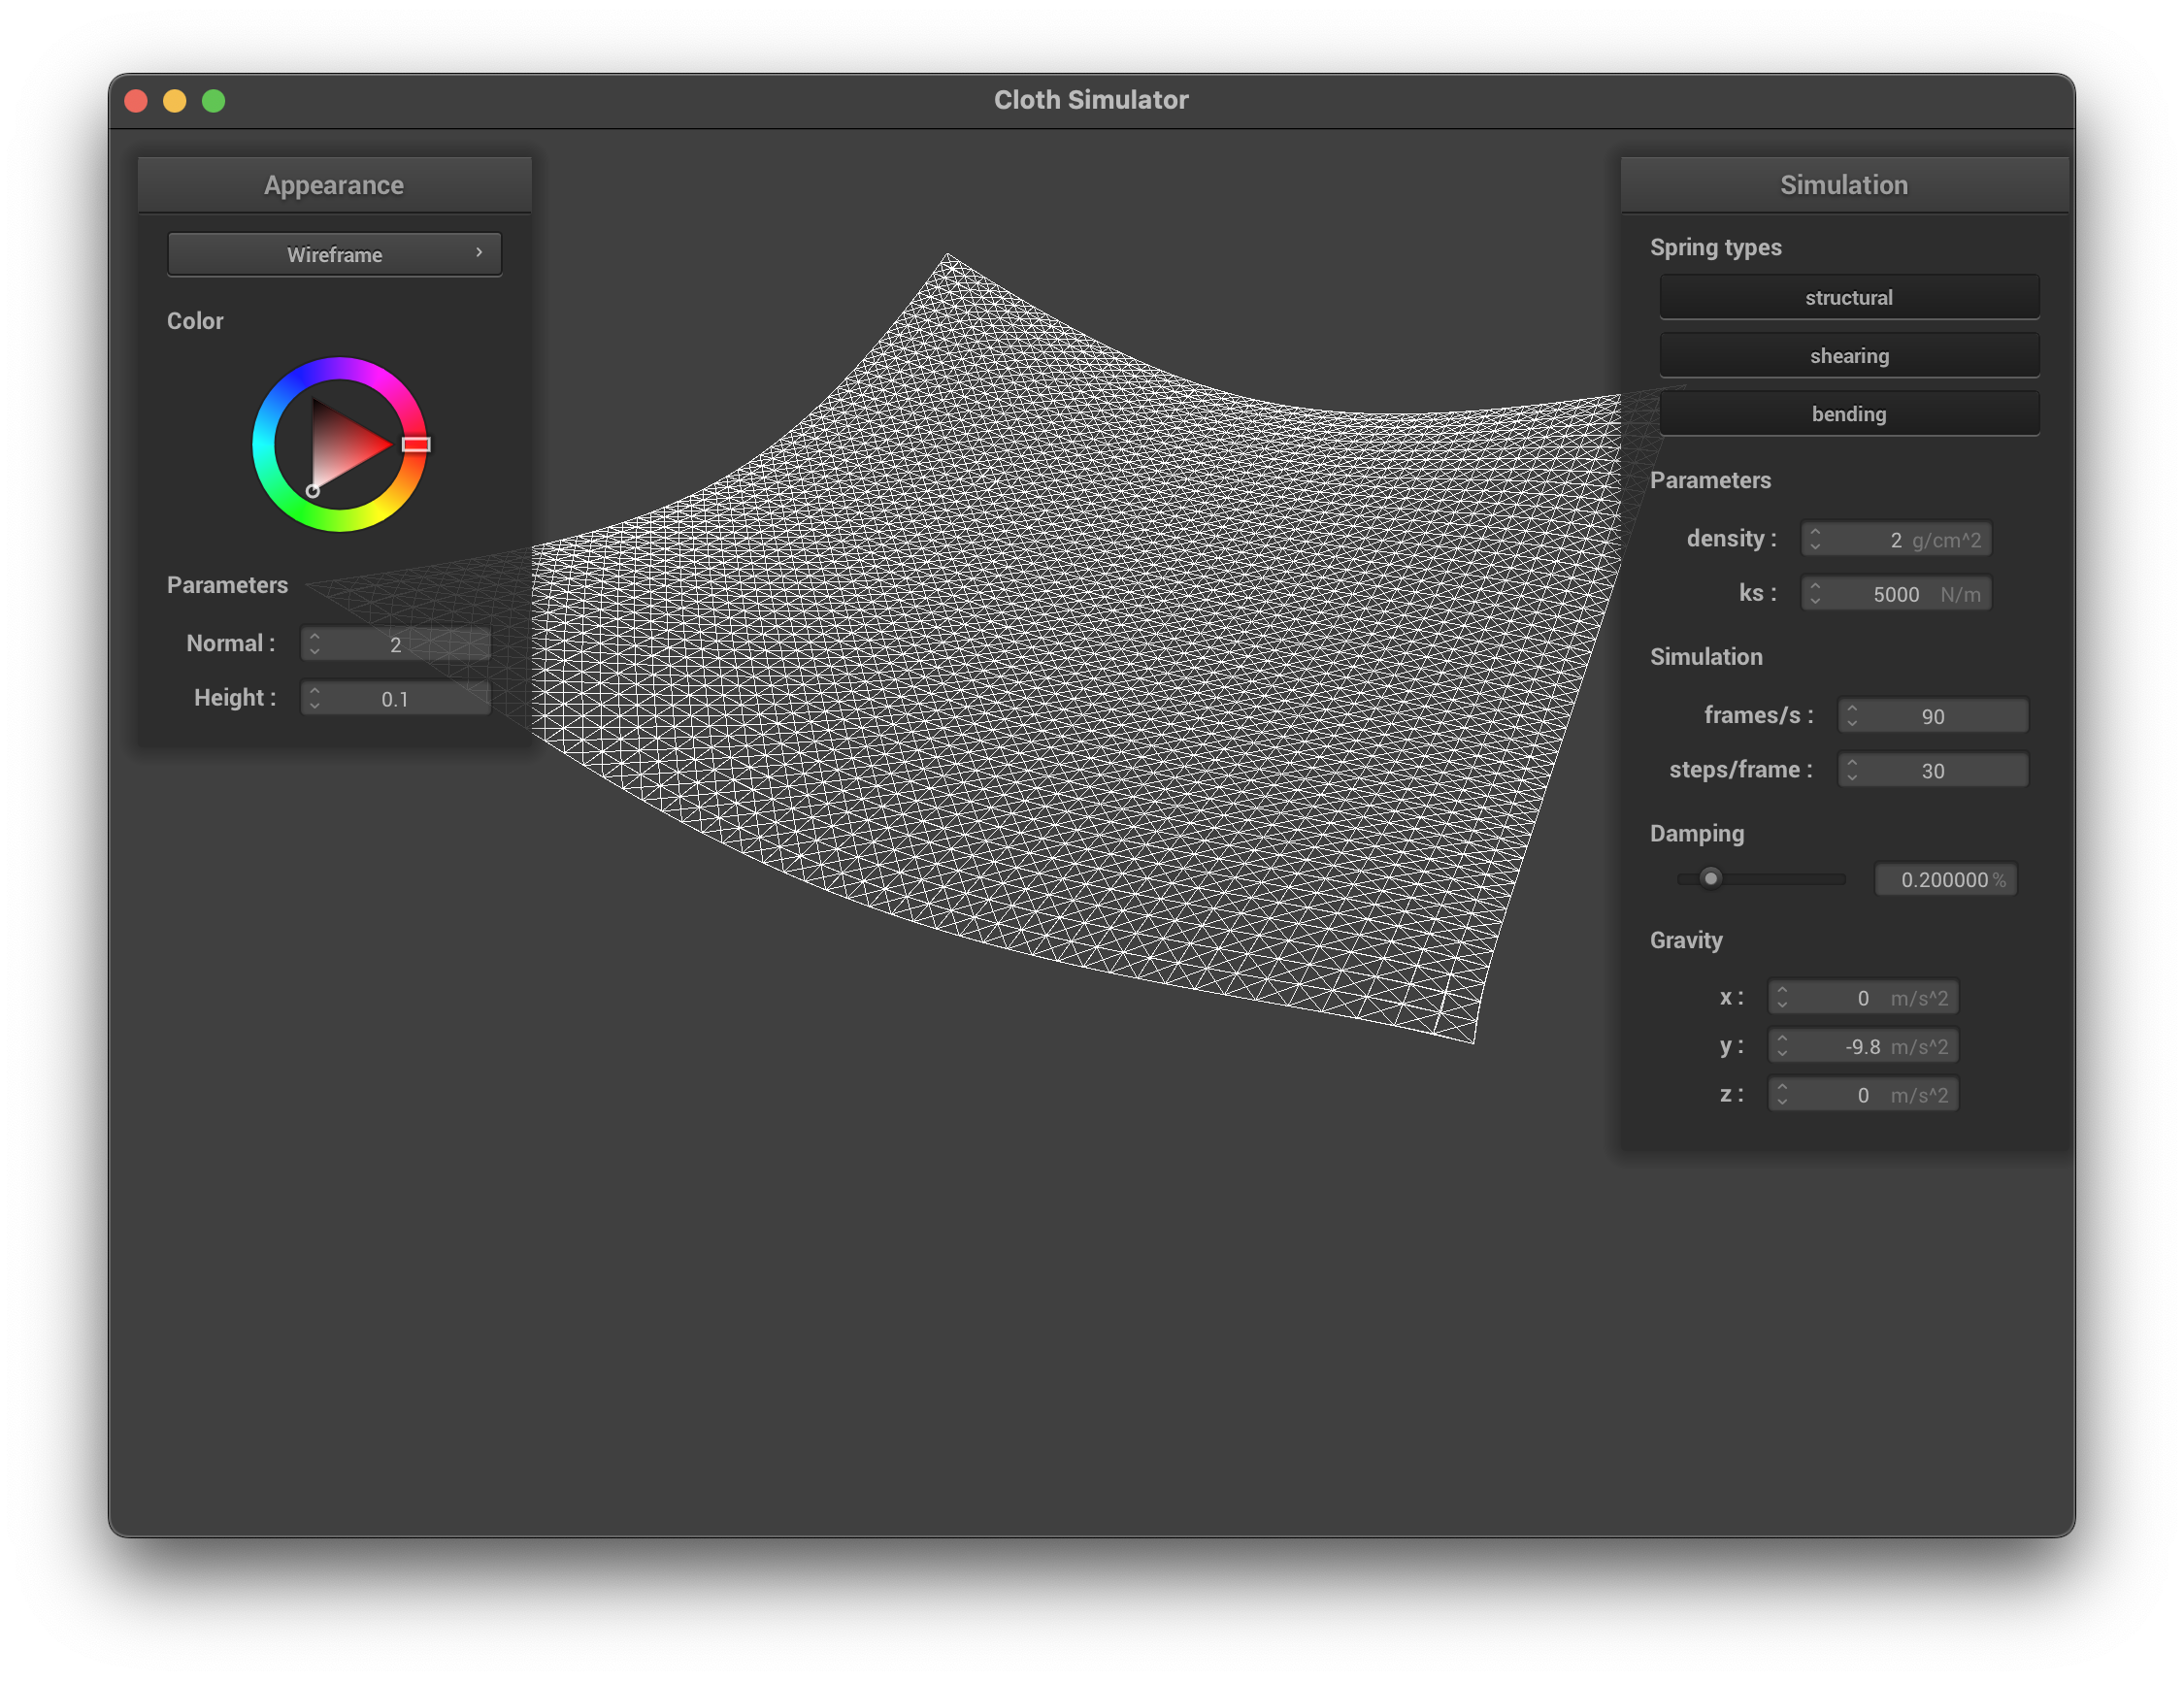 Cloth Simulator
Appearance
Wireframe
Color
Parameters
Normal : 2
Height : 0.1
Simulation
Spring types
structural
shearing
bending
Parameters
density : 2 g/cm^2
ks : 5000 N/m
Simulation
frames/s : 90
steps/frame : 30
Damping
0.200000 %
Gravity
x : 0 m/s^2
y : -9.8 m/s^2
z : 0 m/s^2